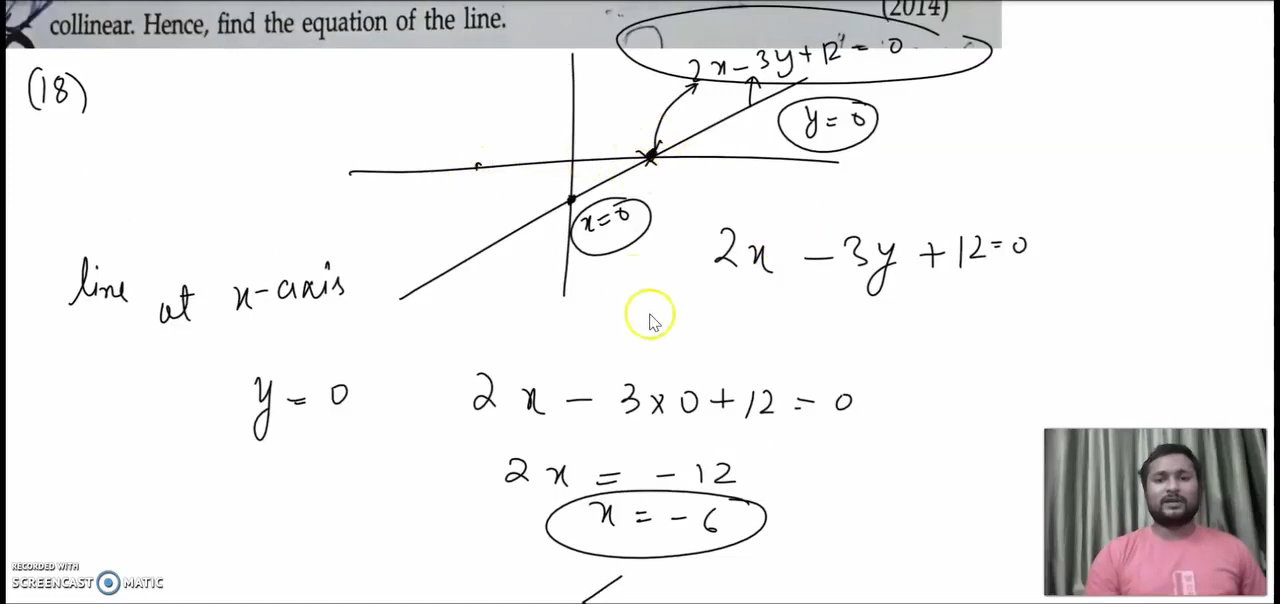 collinear. Hence, find the equation of the line.
(2014)
2x - 3y + 12 = 0
(18)
y = 0
x = 0
2x - 3y + 12 = 0
line at x-axis
y = 0
2x - 3 × 0 + 12 = 0
2x = - 12
x = - 6
RECORDED WITH
SCREENCAST MATIC